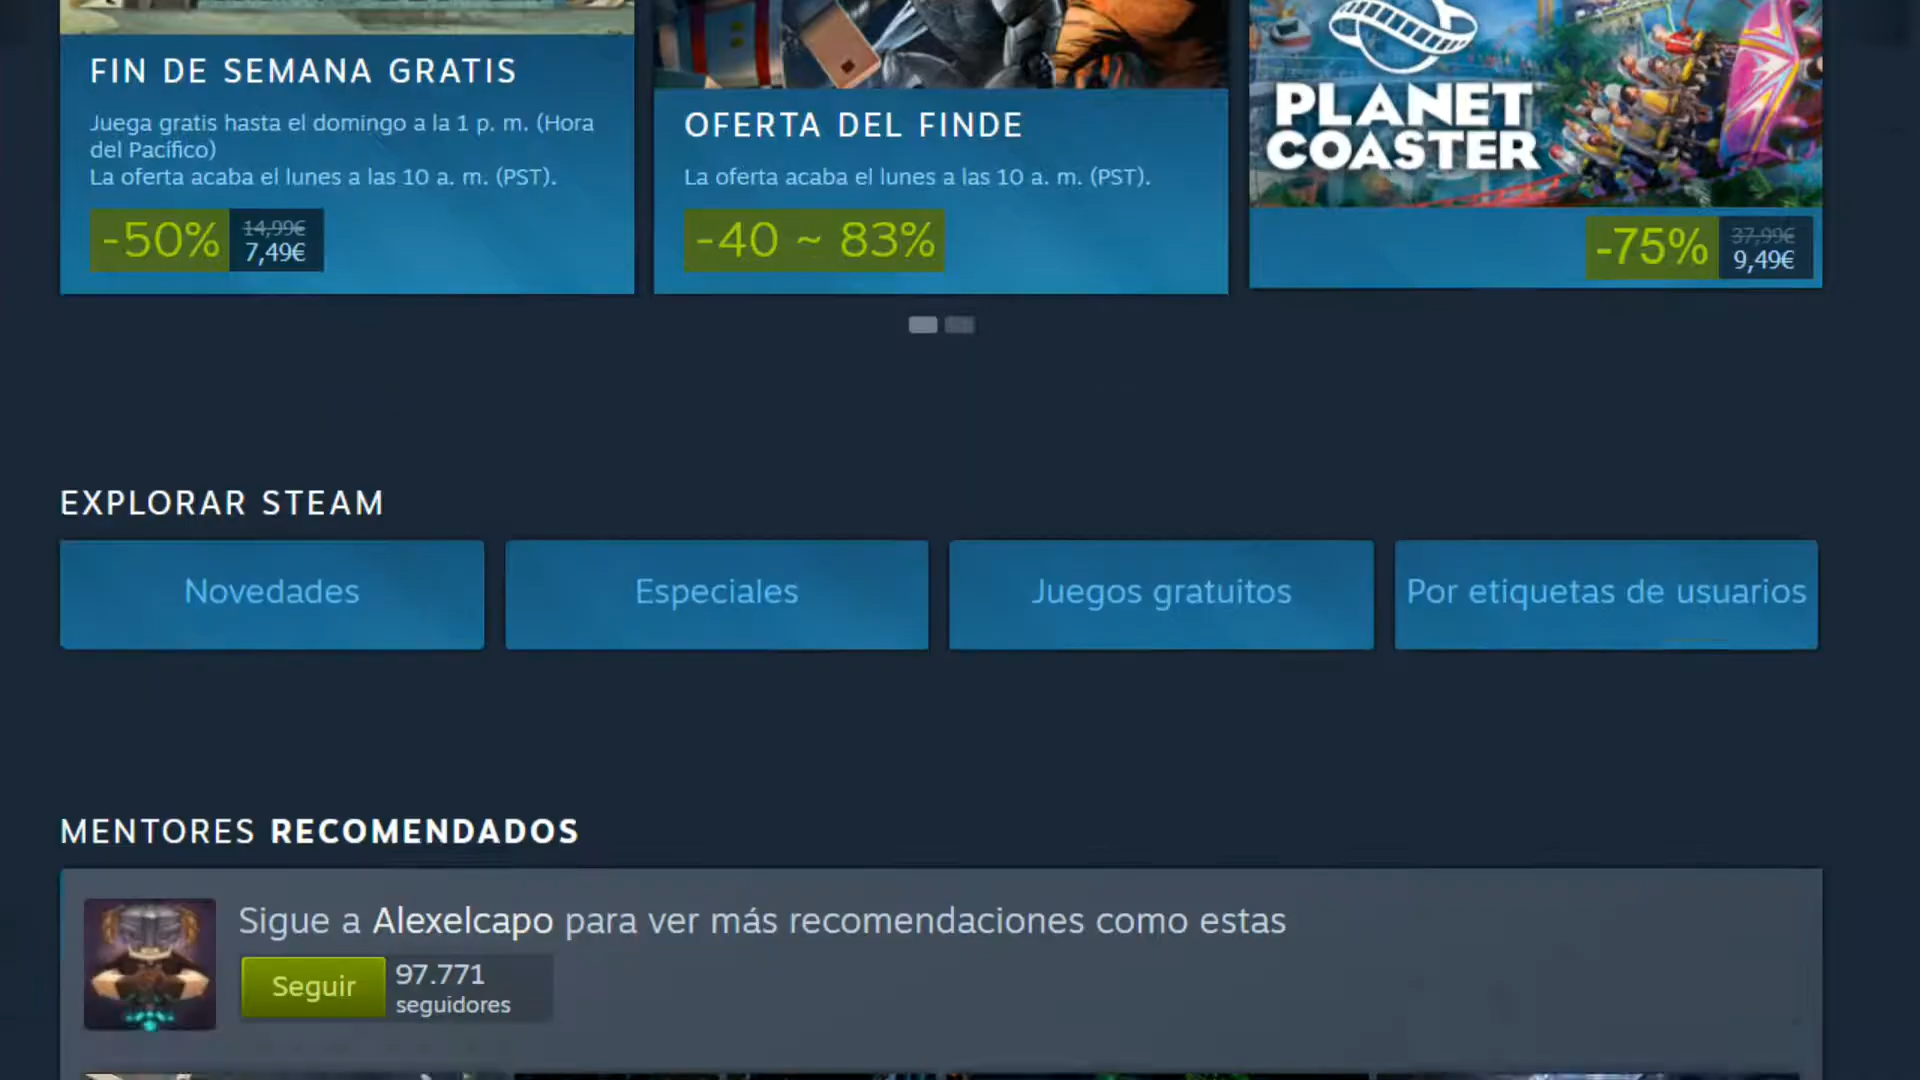 FIN DE SEMANA GRATIS
Juega gratis hasta el domingo a la 1 p. m. (Hora
del Pacífico)
La oferta acaba el lunes a las 10 a. m. (PST).
-50%
14,99€
7,49€
OFERTA DEL FINDE
La oferta acaba el lunes a las 10 a. m. (PST).
-40 ~ 83%
PLANET
COASTER
-75%
37,99€
9,49€
EXPLORAR STEAM
Novedades
Especiales
Juegos gratuitos
Por etiquetas de usuarios
MENTORES RECOMENDADOS
Sigue a Alexelcapo para ver más recomendaciones como estas
Seguir
97.771
seguidores